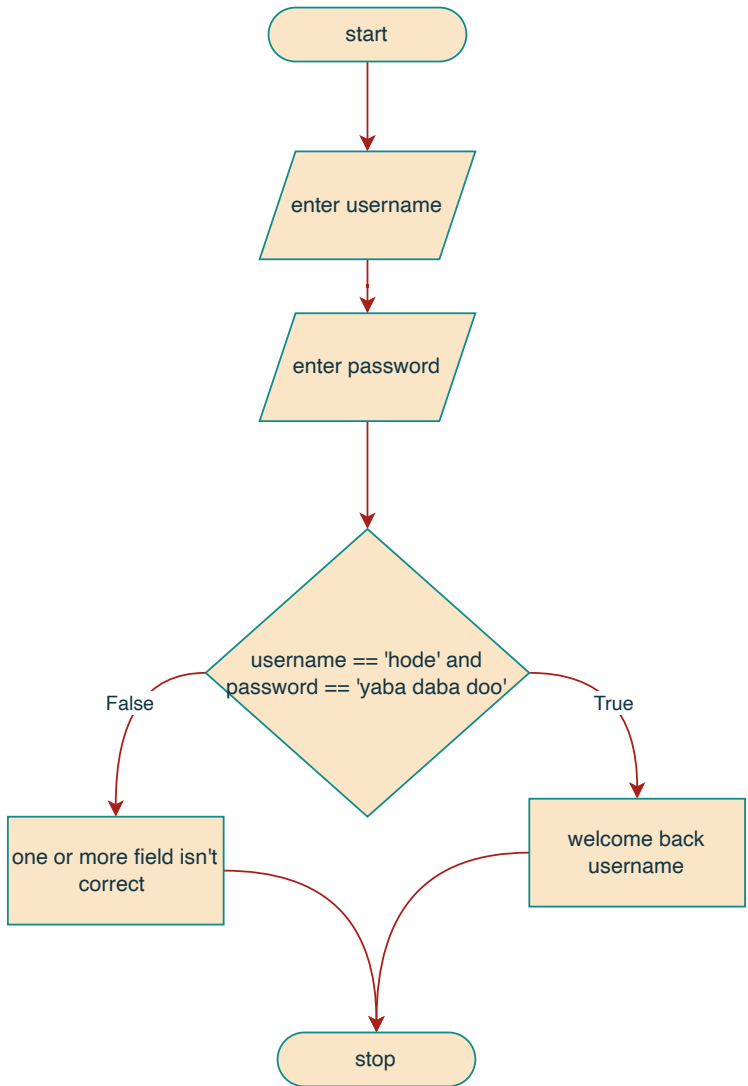 start
enter username
enter password
username == 'hode' and
password == 'yaba daba doo'
False
True
one or more field isn't
correct
welcome back
username
stop